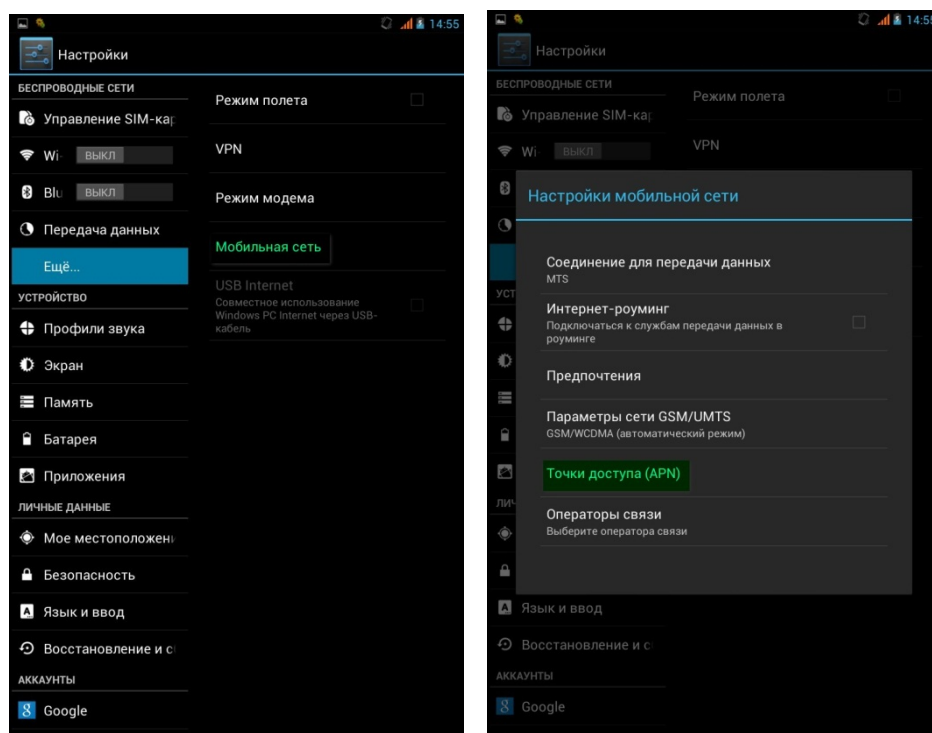 14:55
Настройки
БЕСПРОВОДНЫЕ СЕТИ
Управление SIM-кар
Wi-
ВЫКЛ
Blu
ВЫКЛ
Передача данных
Ещё...
УСТРОЙСТВО
Профили звука
Экран
Память
Батарея
Приложения
ЛИЧНЫЕ ДАННЫЕ
Мое местоположени
Безопасность
Язык и ввод
Восстановление и с
АККАУНТЫ
Google
Режим полета
VPN
Режим модема
Мобильная сеть
USB Internet
Совместное использование
Windows PC Internet через USB-
кабель
14:55
Настройки
БЕСПРОВОДНЫЕ СЕТИ
Управление SIM-кар
Wi-
ВЫКЛ
Режим полета
VPN
Настройки мобильной сети
Соединение для передачи данных
MTS
Интернет-роуминг
Подключаться к службам передачи данных в
роуминге
Предпочтения
Параметры сети GSM/UMTS
GSM/WCDMA (автоматический режим)
Точки доступа (APN)
Операторы связи
Выберите оператора связи
УСТ
ЛИЧ
Язык и ввод
Восстановление и с
АККАУНТЫ
Google